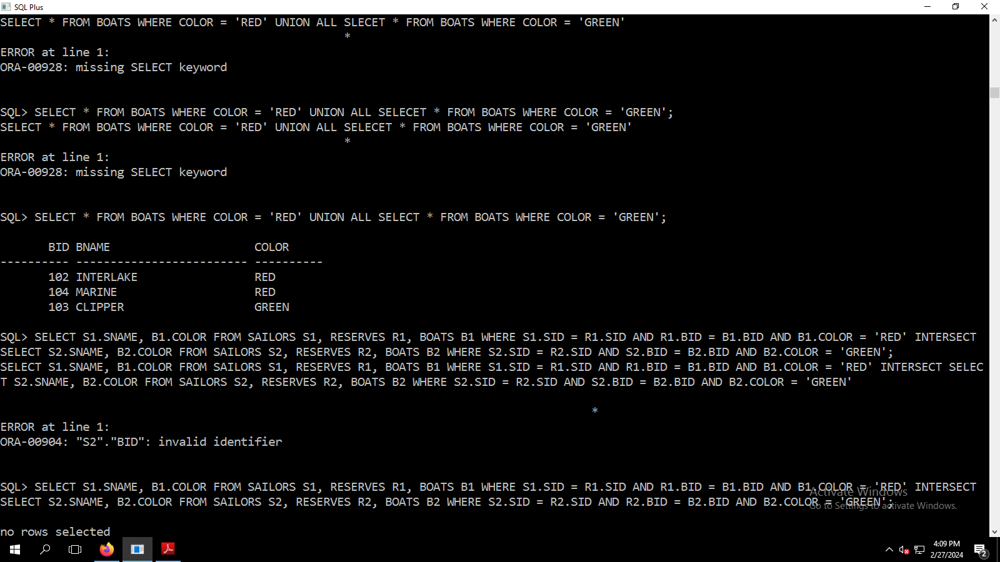 SQL Plus
SELECT * FROM BOATS WHERE COLOR = 'RED' UNION ALL SLECET * FROM BOATS WHERE COLOR = 'GREEN'
*
ERROR at line 1:
ORA-00928: missing SELECT keyword
SQL> SELECT * FROM BOATS WHERE COLOR = 'RED' UNION ALL SELECET * FROM BOATS WHERE COLOR = 'GREEN';
SELECT * FROM BOATS WHERE COLOR = 'RED' UNION ALL SELECET * FROM BOATS WHERE COLOR = 'GREEN'
*
ERROR at line 1:
ORA-00928: missing SELECT keyword
SQL> SELECT * FROM BOATS WHERE COLOR = 'RED' UNION ALL SELECT * FROM BOATS WHERE COLOR = 'GREEN';
BID BNAME COLOR
---------- ------------------------- ----------
102 INTERLAKE RED
104 MARINE RED
103 CLIPPER GREEN
SQL> SELECT S1.SNAME, B1.COLOR FROM SAILORS S1, RESERVES R1, BOATS B1 WHERE S1.SID = R1.SID AND R1.BID = B1.BID AND B1.COLOR = 'RED' INTERSECT
SELECT S2.SNAME, B2.COLOR FROM SAILORS S2, RESERVES R2, BOATS B2 WHERE S2.SID = R2.SID AND S2.BID = B2.BID AND B2.COLOR = 'GREEN';
SELECT S1.SNAME, B1.COLOR FROM SAILORS S1, RESERVES R1, BOATS B1 WHERE S1.SID = R1.SID AND R1.BID = B1.BID AND B1.COLOR = 'RED' INTERSECT SELEC
T S2.SNAME, B2.COLOR FROM SAILORS S2, RESERVES R2, BOATS B2 WHERE S2.SID = R2.SID AND S2.BID = B2.BID AND B2.COLOR = 'GREEN'
*
ERROR at line 1:
ORA-00904: "S2"."BID": invalid identifier
SQL> SELECT S1.SNAME, B1.COLOR FROM SAILORS S1, RESERVES R1, BOATS B1 WHERE S1.SID = R1.SID AND R1.BID = B1.BID AND B1.COLOR = 'RED' INTERSECT
SELECT S2.SNAME, B2.COLOR FROM SAILORS S2, RESERVES R2, BOATS B2 WHERE S2.SID = R2.SID AND R2.BID = B2.BID AND B2.COLOR = 'GREEN';
Activate Windows
Go to Settings to activate Windows.
no rows selected
4:09 PM
2/27/2024
2